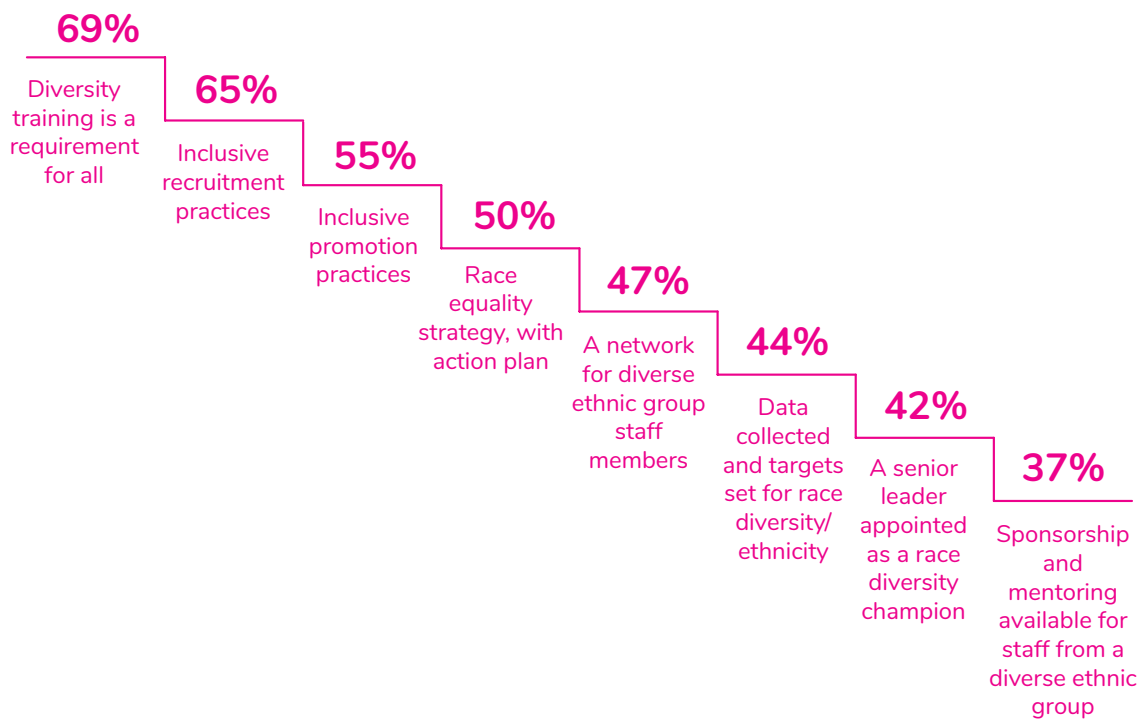 69%
Diversity
training is a
requirement
for all
65%
Inclusive
recruitment
practices
55%
Inclusive
promotion
practices
50%
Race
equality
strategy, with
action plan
47%
A network
for diverse
ethnic group
staff
members
44%
Data
collected
and targets
set for race
diversity/
ethnicity
42%
A senior
leader
appointed
as a race
diversity
champion
37%
Sponsorship
and
mentoring
available for
staff from a
diverse ethnic
group